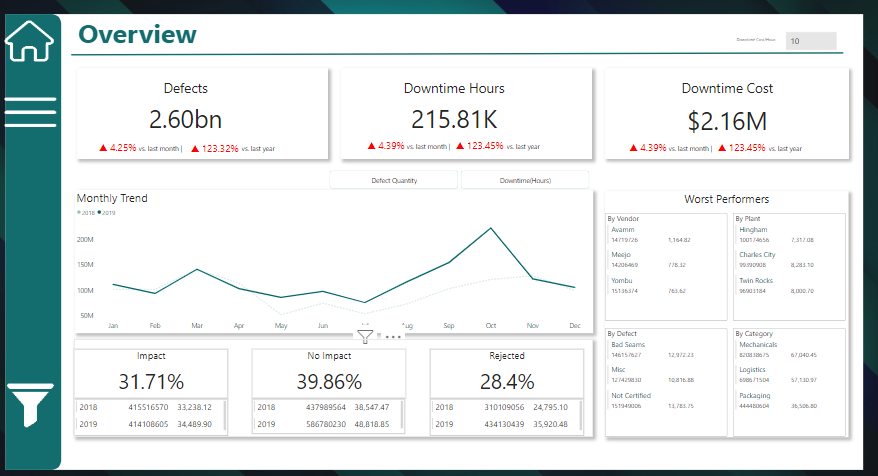 Overview
Downtime Cost/Hour
10
Defects
2.60bn
4.25% vs. last month | 123.32% vs. last year
Downtime Hours
215.81K
4.39% vs. last month | 123.45% vs. last year
Downtime Cost
$2.16M
4.39% vs. last month | 123.45% vs. last year
Defect Quantity
Downtime(Hours)
Monthly Trend
2018 2019
200M
150M
100M
50M
Jan Feb Mar Apr May Jun Aug Sep Oct Nov Dec
Impact
31.71%
2018 415516570 33,238.12
2019 414108605 34,489.90
No Impact
39.86%
2018 437989564 38,547.47
2019 586780230 48,818.85
Rejected
28.4%
2018 310109056 24,795.10
2019 434130439 35,920.48
Worst Performers
By Vendor
Avamm
14719726 1,164.82
Meejo
14206469 778.32
Yombu
15136374 763.62
By Plant
Hingham
100174656 7,317.08
Charles City
99390908 8,283.10
Twin Rocks
96903184 8,000.70
By Defect
Bad Seams
146157627 12,972.23
Misc
127429830 10,816.88
Not Certified
151949006 13,783.75
By Category
Mechanicals
820838675 67,040.45
Logistics
698671504 57,130.97
Packaging
444480604 36,506.80